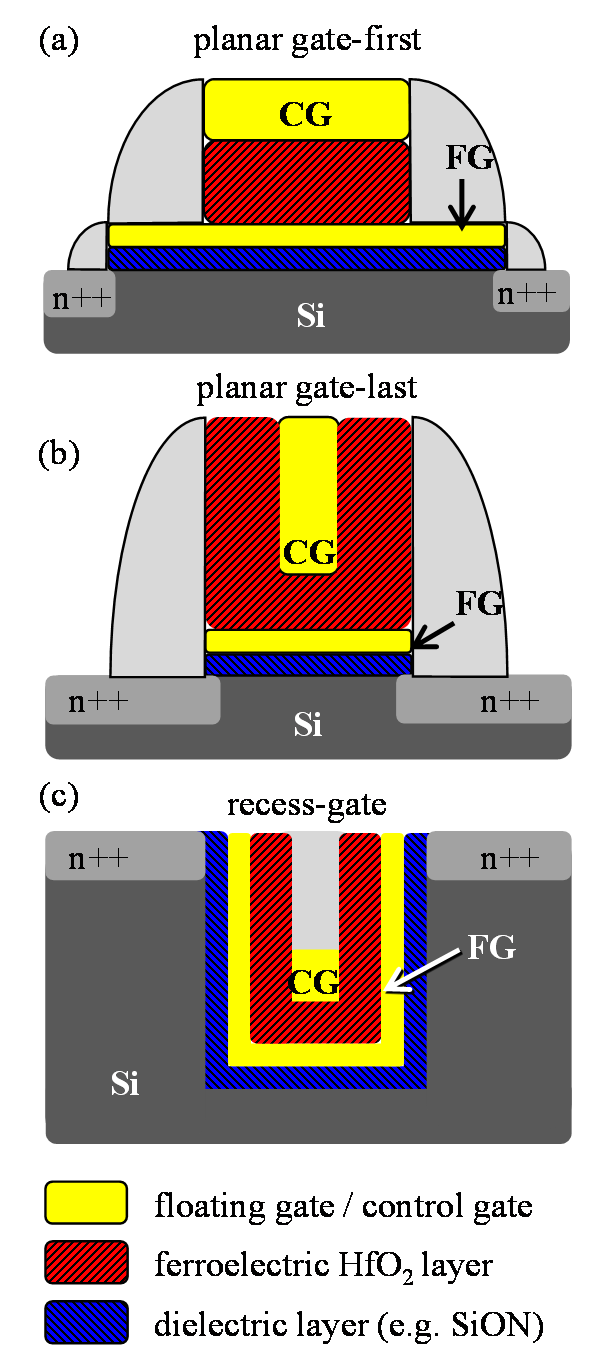 (a) planar gate-first
CG
FG
n++ n++
Si
planar gate-last
(b)
CG
FG
n++ n++
Si
(c)
recess-gate
n++ n++
FG
CG
Si
floating gate / control gate
ferroelectric HfO₂ layer
dielectric layer (e.g. SiON)